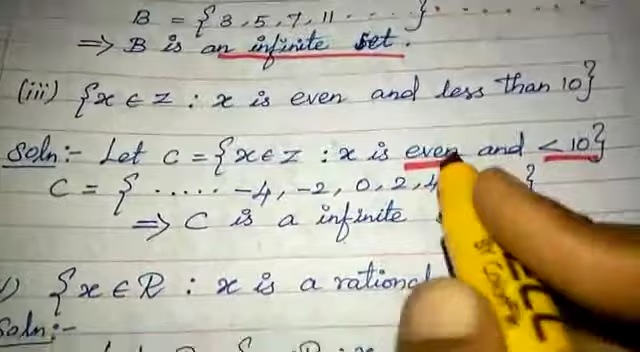 B = {3, 5, 7, 11 .....}
⇒ B is an infinite set.
(iii) {x ∈ Z : x is even and less than 10}
Soln:- Let C = {x ∈ Z : x is even and < 10}
C = { ..... -4, -2, 0, 2, 4 }
⇒ C is a infinite
) {x ∈ R : x is a rational
Soln:-